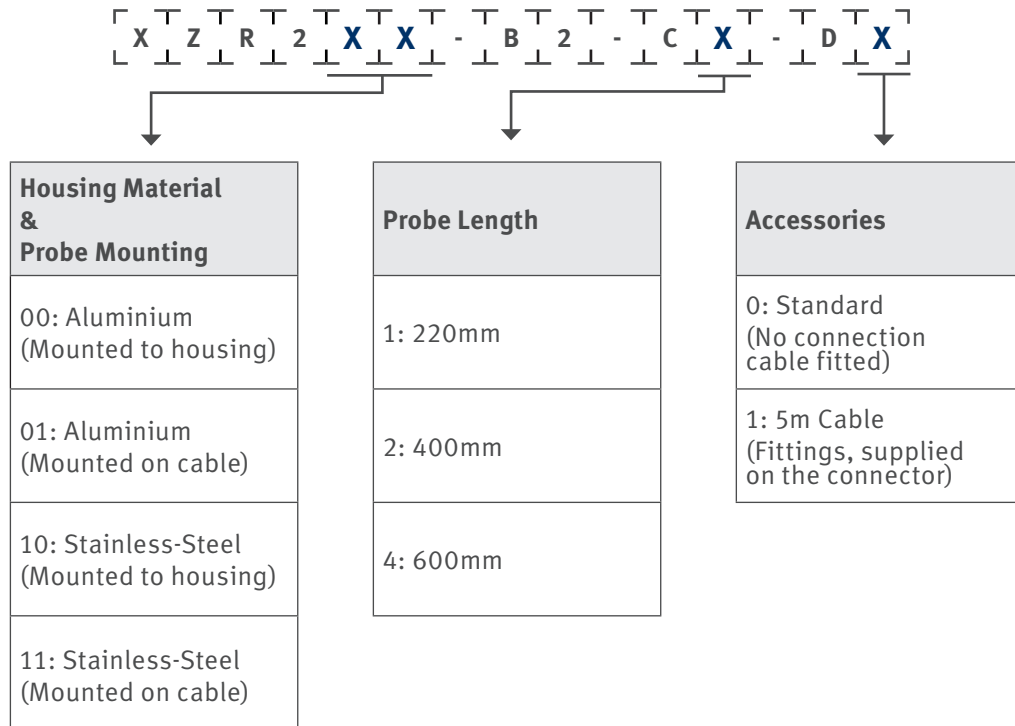 X Z R 2 X X - B 2 - C X - D X
Housing Material
&
Probe Mounting
00: Aluminium
(Mounted to housing)
01: Aluminium
(Mounted on cable)
10: Stainless-Steel
(Mounted to housing)
11: Stainless-Steel
(Mounted on cable)
Probe Length
1: 220mm
2: 400mm
4: 600mm
Accessories
0: Standard
(No connection
cable fitted)
1: 5m Cable
(Fittings, supplied
on the connector)